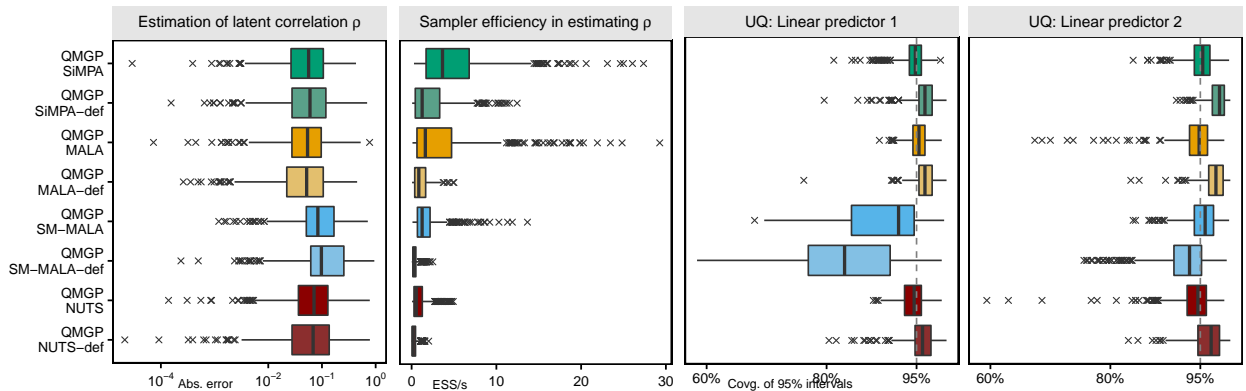 Estimation of latent correlation ρ
Sampler efficiency in estimating ρ
UQ: Linear predictor 1
UQ: Linear predictor 2
QMGP
SiMPA
QMGP
SiMPA−def
QMGP
MALA
QMGP
MALA−def
QMGP
SM−MALA
QMGP
SM−MALA−def
QMGP
NUTS
QMGP
NUTS−def
10⁻⁴ 10⁻² 10⁻¹ 10⁰
Abs. error
0 10 20 30
ESS/s
60% 80% 95%
Covg. of 95% intervals
60% 80% 95%